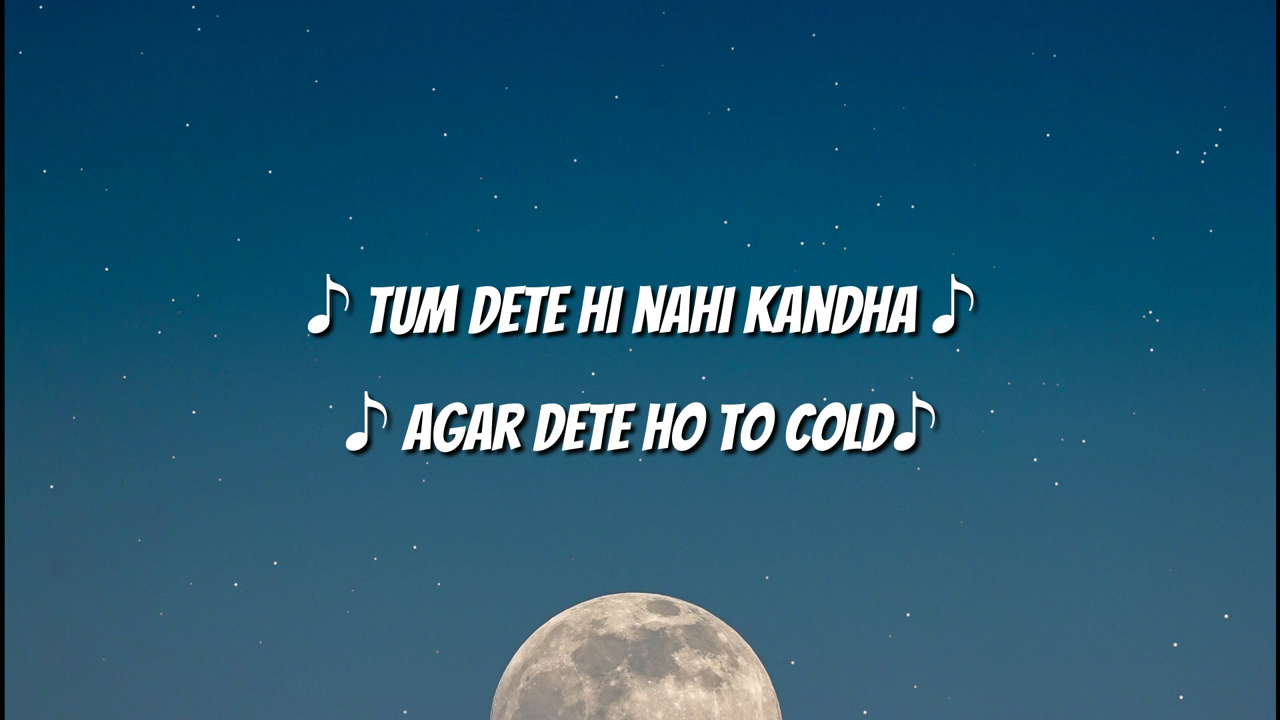 ♪ TUM DETE HI NAHI KANDHA ♪
♪ AGAR DETE HO TO COLD♪